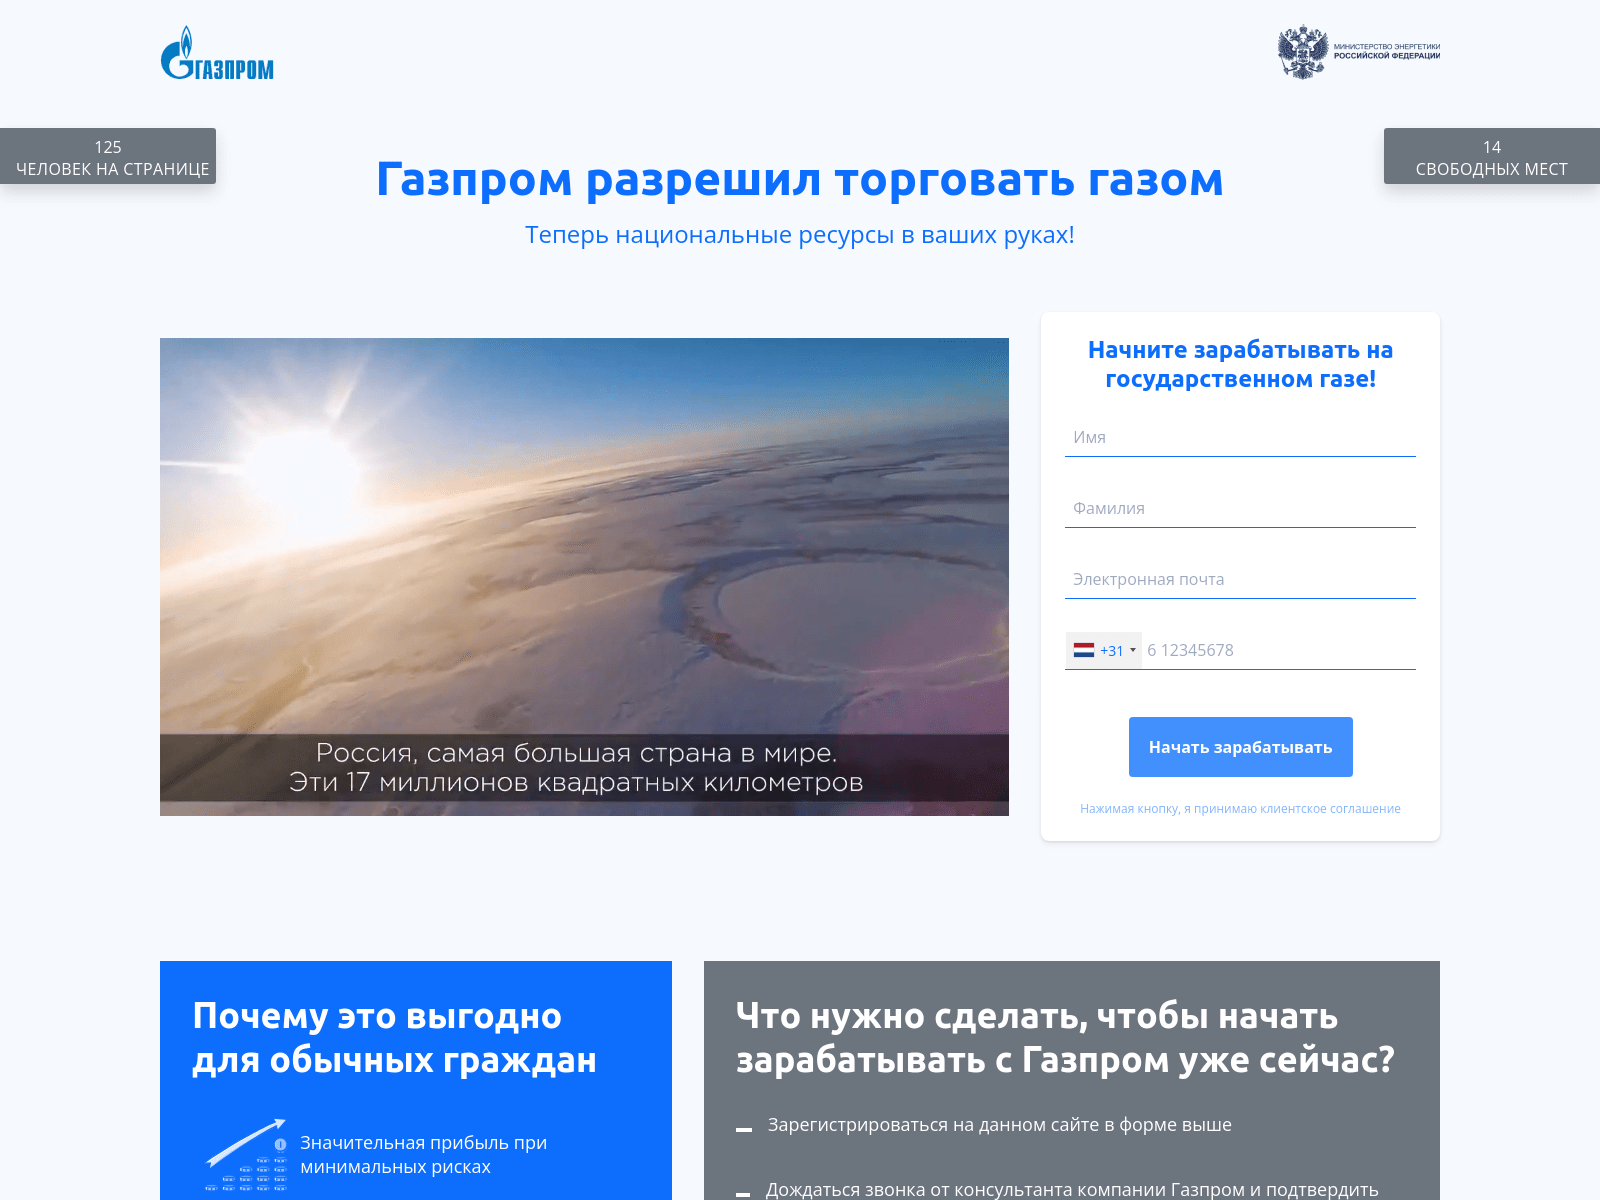 ГАЗПРОМ
МИНИСТЕРСТВО ЭНЕРГЕТИКИ
РОССИЙСКОЙ ФЕДЕРАЦИИ
125
ЧЕЛОВЕК НА СТРАНИЦЕ
14
СВОБОДНЫХ МЕСТ
Газпром разрешил торговать газом
Теперь национальные ресурсы в ваших руках!
Россия, самая большая страна в мире.
Эти 17 миллионов квадратных километров
Начните зарабатывать на
государственном газе!
Имя
Фамилия
Электронная почта
+31 6 12345678
Начать зарабатывать
Нажимая кнопку, я принимаю клиентское соглашение
Почему это выгодно
для обычных граждан
Значительная прибыль при
минимальных рисках
Что нужно сделать, чтобы начать
зарабатывать с Газпром уже сейчас?
Зарегистрироваться на данном сайте в форме выше
Дождаться звонка от консультанта компании Газпром и подтвердить